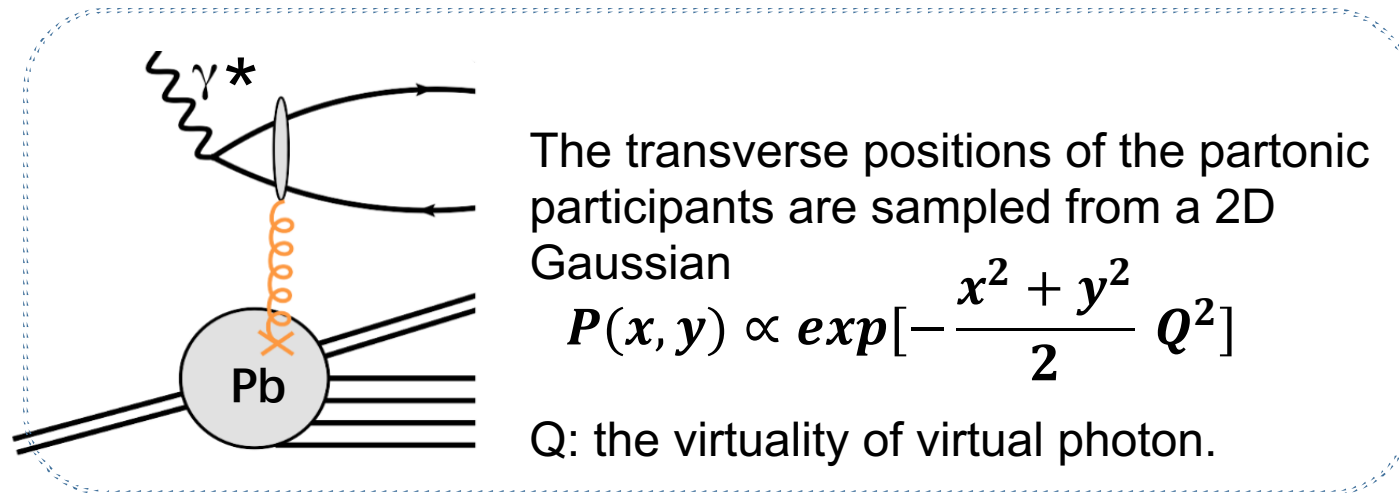 γ*
The transverse positions of the partonic
participants are sampled from a 2D
Gaussian
P(x, y) ∝ exp[− (x² + y²)/2 Q²]
Pb
Q: the virtuality of virtual photon.